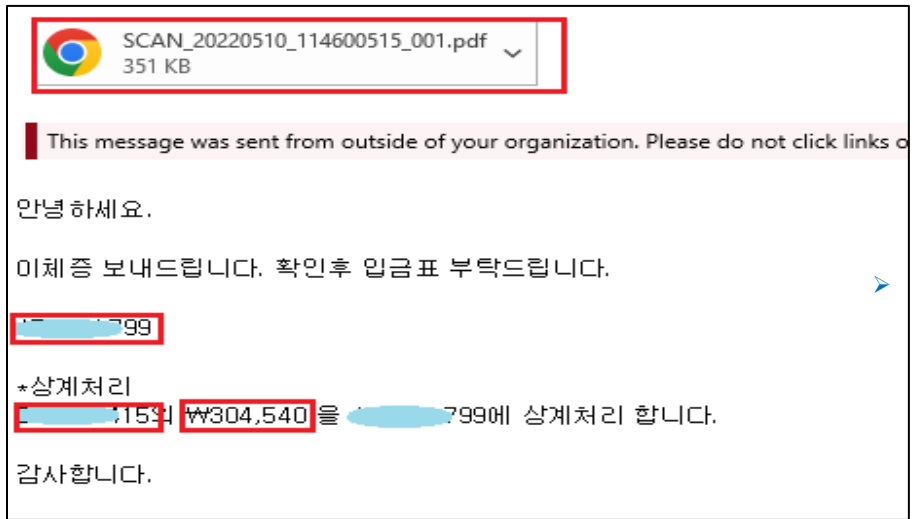 SCAN_20220510_114600515_001.pdf
351 KB
This message was sent from outside of your organization. Please do not click links o
안녕하세요.
이체증 보내드립니다. 확인후 입금표 부탁드립니다.
799
*상계처리
415의 ₩304,540 을 799에 상계처리 합니다.
감사합니다.